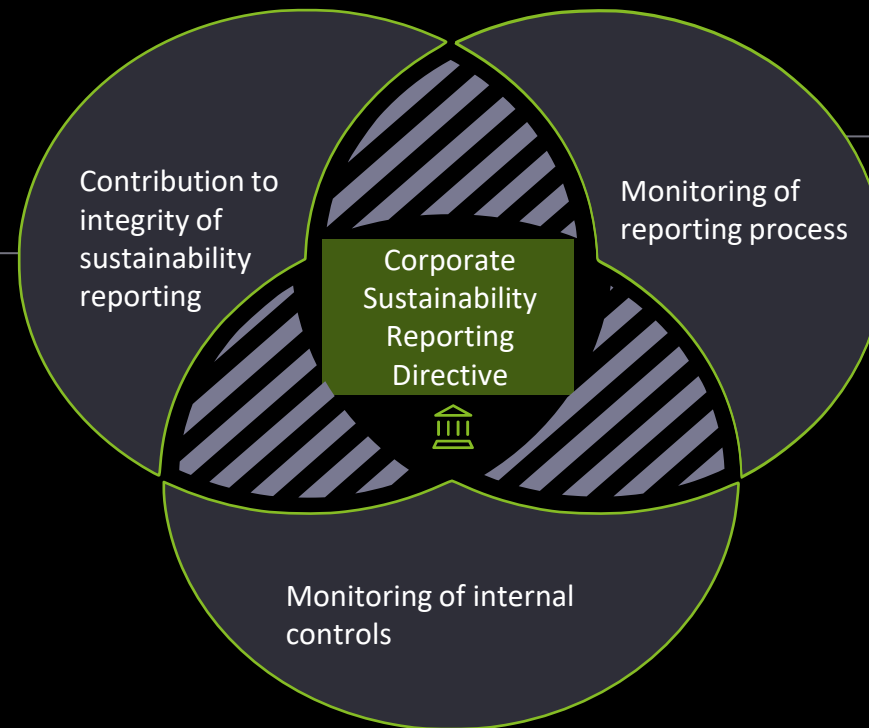 Contribution to
integrity of
sustainability
reporting
Monitoring of
reporting process
Corporate
Sustainability
Reporting
Directive
Monitoring of internal
controls